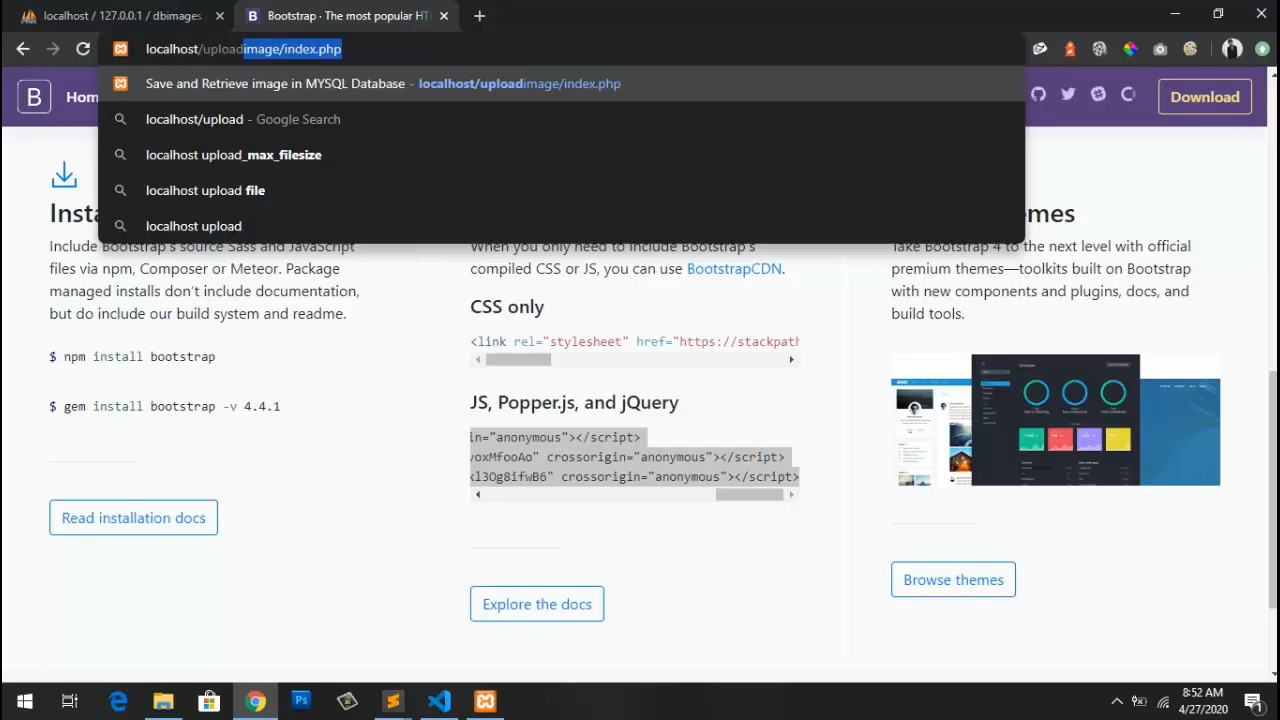 localhost / 127.0.0.1 / dbimages
Bootstrap · The most popular HT
localhost/uploadimage/index.php
Save and Retrieve image in MYSQL Database - localhost/uploadimage/index.php
localhost/upload - Google Search
localhost upload_max_filesize
localhost upload file
localhost upload
B
Hom
Download
Insta
Include Bootstrap's source Sass and JavaScript
files via npm, Composer or Meteor. Package
managed installs don't include documentation,
but do include our build system and readme.
$ npm install bootstrap
$ gem install bootstrap -v 4.4.1
Read installation docs
When you only need to include Bootstrap's
compiled CSS or JS, you can use BootstrapCDN.
CSS only
<link rel="stylesheet" href="https://stackpath
JS, Popper.js, and jQuery
in="anonymous"></script>
voxMfooAo" crossorigin="anonymous"></script>
Kl3Og8ifwB6" crossorigin="anonymous"></script>
Explore the docs
emes
Take Bootstrap 4 to the next level with official
premium themes—toolkits built on Bootstrap
with new components and plugins, docs, and
build tools.
Browse themes
Ps
8:52 AM
4/27/2020
1